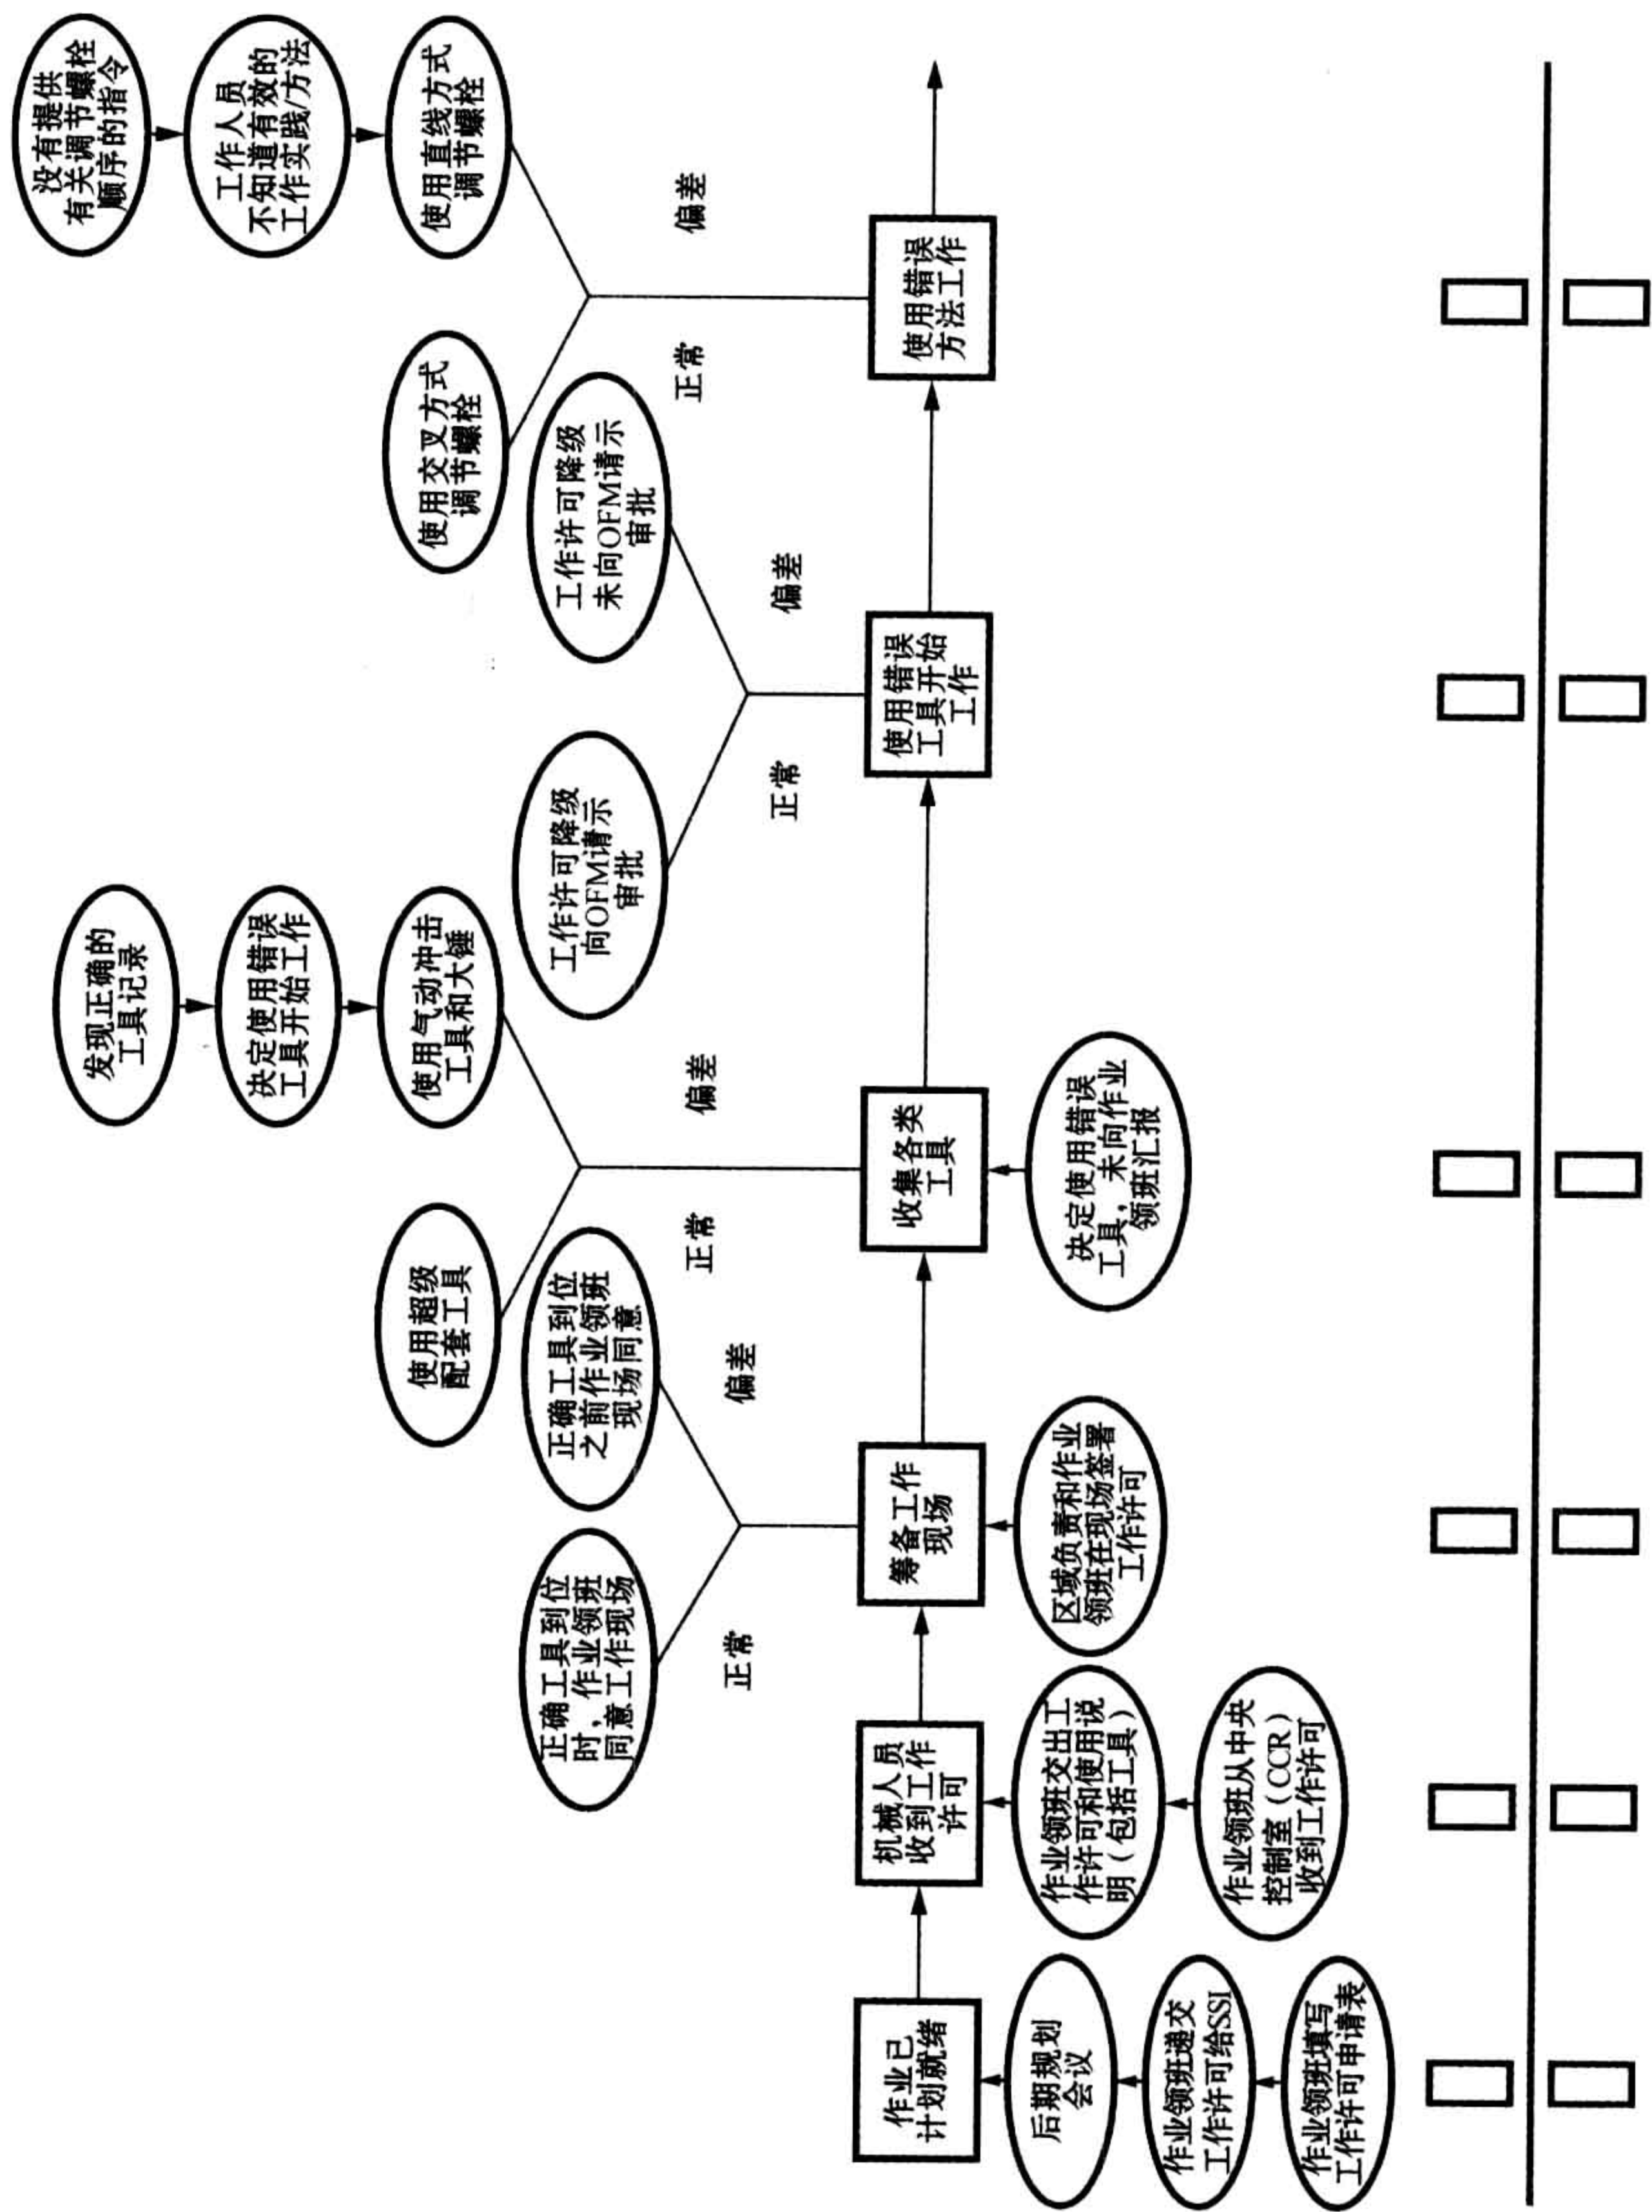 没有提供
有关调节螺栓
顺序的指令
工作人员
不知道有效的
工作实践/方法
使用直线方式
调节螺栓
使用交叉方式
调节螺栓
偏差
正常
工作许可降级
未向OFM请示
审批
工作许可降级
向OFM请示
审批
偏差
正常
发现正确的
工具记录
决定使用错误
工具开始工作
使用气动冲击
工具和大锤
使用超级
配套工具
偏差
正常
正确工具到位
之前作业领班
现场同意
正确工具到位
时，作业领班
同意工作现场
偏差
正常
作业已
计划就绪
机械人员
收到工作
许可
筹备工作
现场
收集各类
工具
使用错误
工具开始
工作
使用错误
方法工作
后期规划
会议
作业领班递交
工作许可给SSI
作业领班填写
工作许可申请表
作业领班交出工
作许可和使用说
明（包括工具）
作业领班从中央
控制室（CCR）
收到工作许可
区域负责和作业
领班在现场签署
工作许可
决定使用错误
工具，未向作业
领班汇报